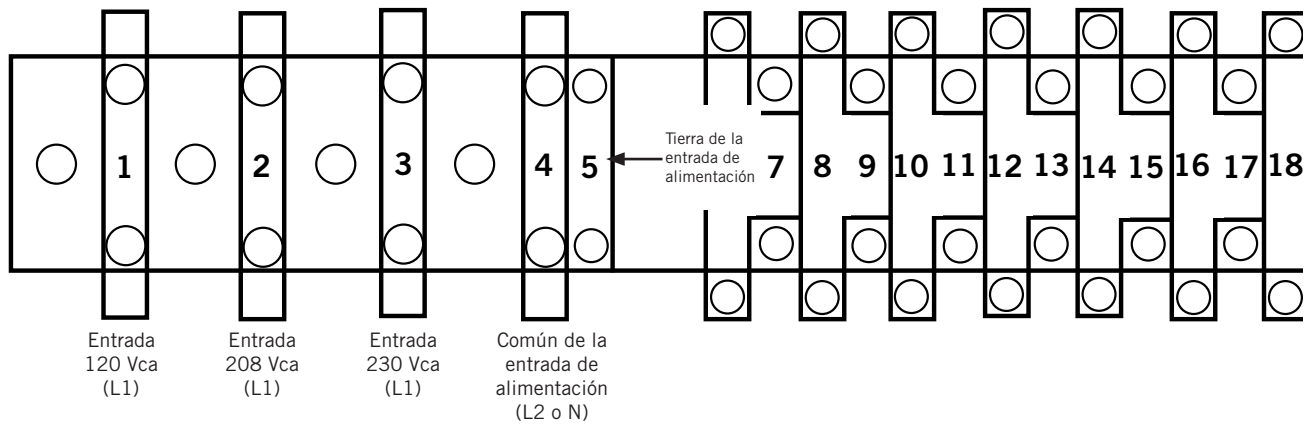 Tierra de la
entrada de
alimentación
1 2 3 4 5 7 8 9 10 11 12 13 14 15 16 17 18
Entrada
120 Vca
(L1)
Entrada
208 Vca
(L1)
Entrada
230 Vca
(L1)
Común de la
entrada de
alimentación
(L2 o N)